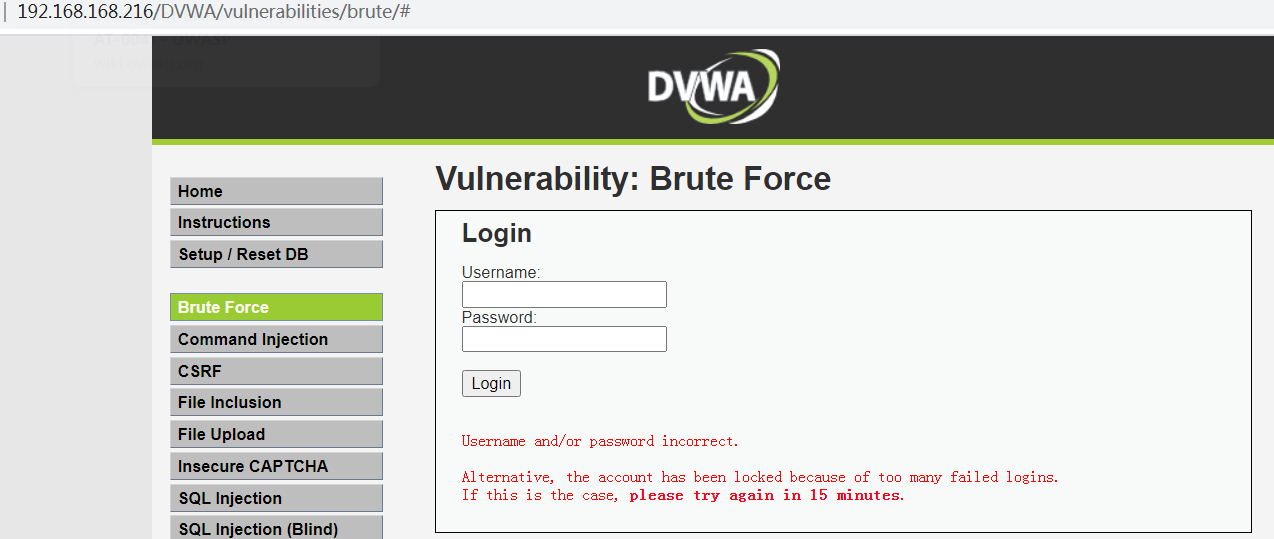 192.168.168.216/DVWA/vulnerabilities/brute/#
DVWA
Vulnerability: Brute Force
Home
Instructions
Setup / Reset DB
Brute Force
Command Injection
CSRF
File Inclusion
File Upload
Insecure CAPTCHA
SQL Injection
SQL Injection (Blind)
Login
Username:
Password:
Login
Username and/or password incorrect.
Alternative, the account has been locked because of too many failed logins.
If this is the case, please try again in 15 minutes.